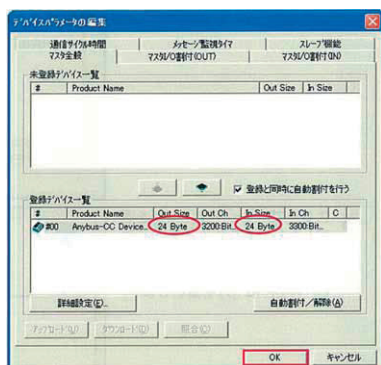 デバイスパラメータの編集
通信サイクル時間 メッセージ監視タイマ スレーブ機能
マスタ全般 マスタI/O割付(OUT) マスタI/O割付(IN)
未登録デバイス一覧
# Product Name Out Size In Size
登録と同時に自動割付を行う
登録デバイス一覧
# Product Name Out Size Out Ch In Size In Ch C
#00 Anybus-CC Device.. 24 Byte 3200:Bit.. 24 Byte 3300:Bit..
詳細設定(E)... 自動割付/解除(A)
アップロード(U) ダウンロード(D) 照合(C)
OK キャンセル